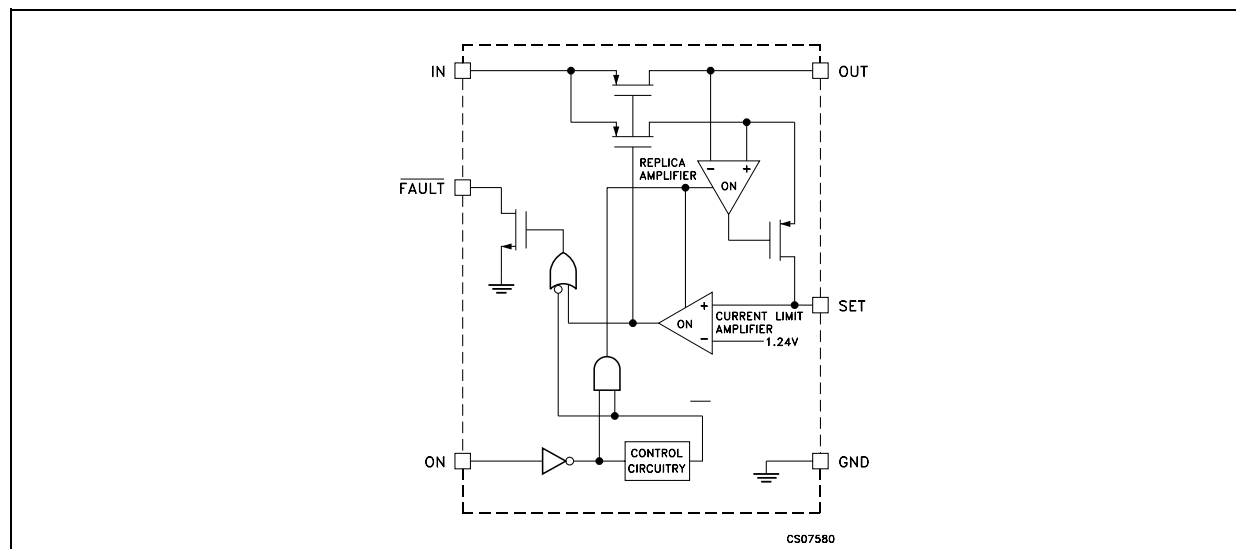 IN
OUT
REPLICA
AMPLIFIER
-
+
ON
FAULT
ON
+
-
CURRENT LIMIT
AMPLIFIER
1.24V
SET
ON
CONTROL
CIRCUITRY
GND
CS07580